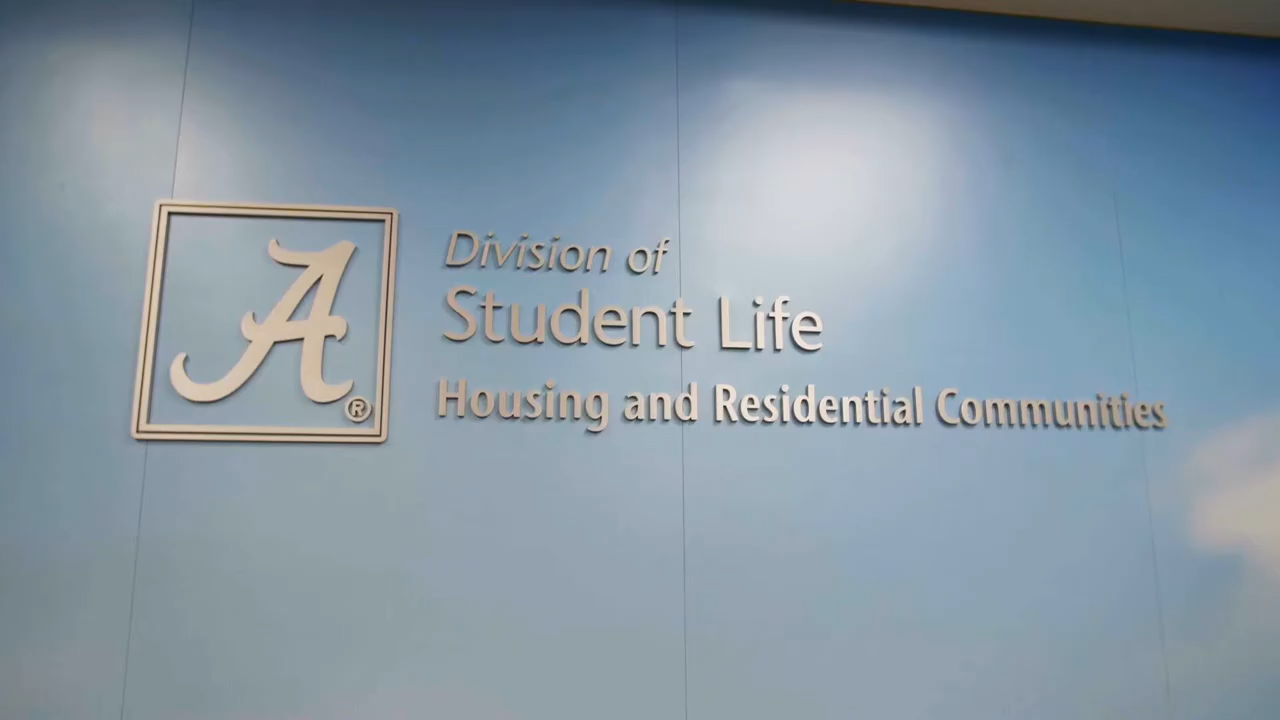 A®
Division of
Student Life
Housing and Residential Communities